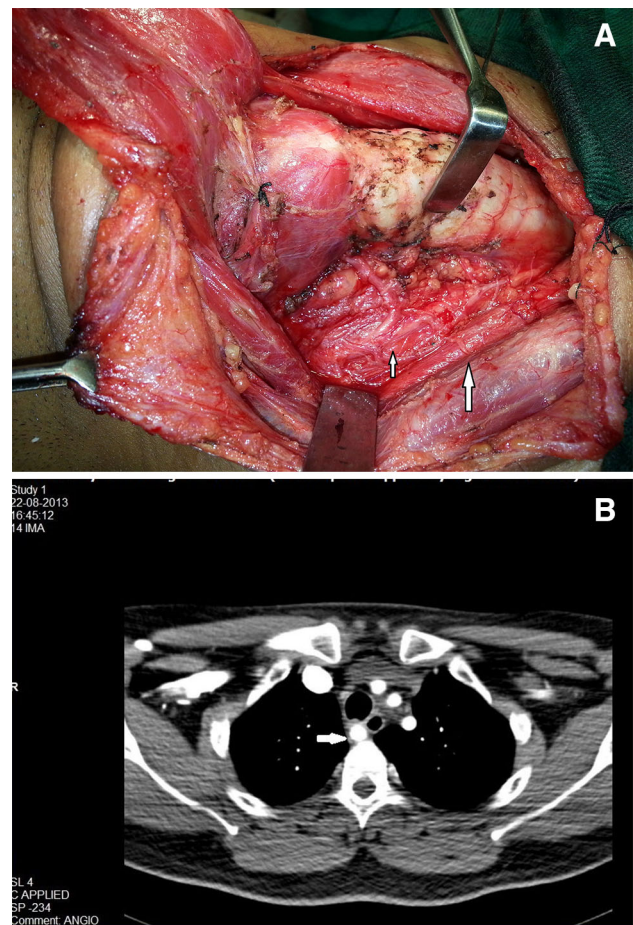 A
Study 1
22-08-2013
16:45:12
14 IMA
B
R
SL 4
C APPLIED
SP -234
Comment: ANGIO